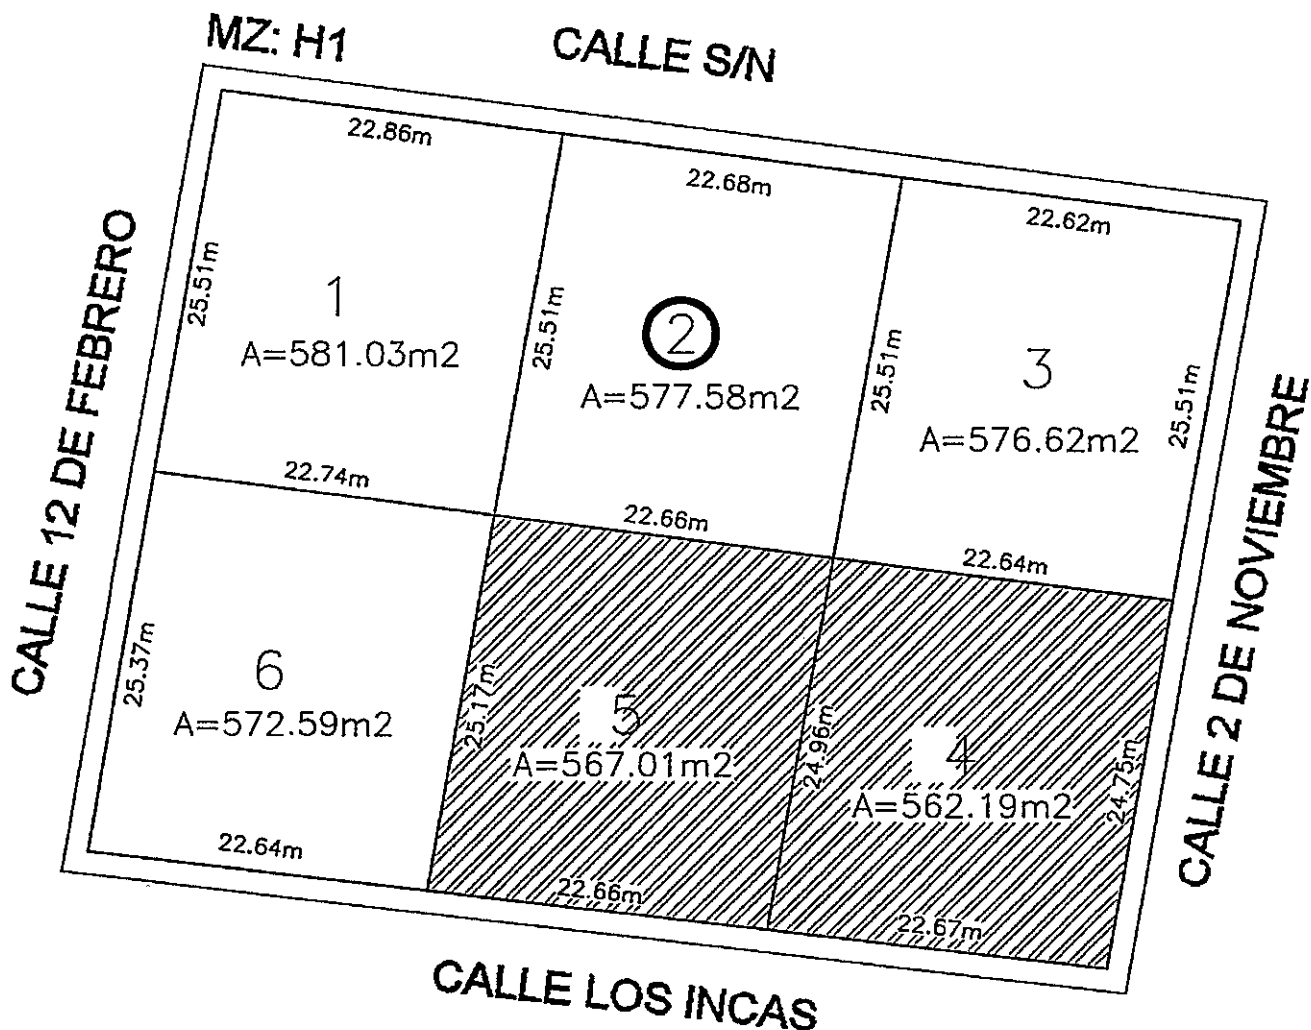 MZ: H1
CALLE S/N
22.86m
22.68m
22.62m
CALLE 12 DE FEBRERO
25.51m
1
A=581.03m2
25.51m
2
A=577.58m2
25.51m
3
A=576.62m2
25.51m
CALLE 2 DE NOVIEMBRE
22.74m
22.66m
22.64m
25.37m
6
A=572.59m2
25.17m
5
A=567.01m2
24.96m
4
A=562.19m2
24.75m
22.64m
22.66m
22.67m
CALLE LOS INCAS